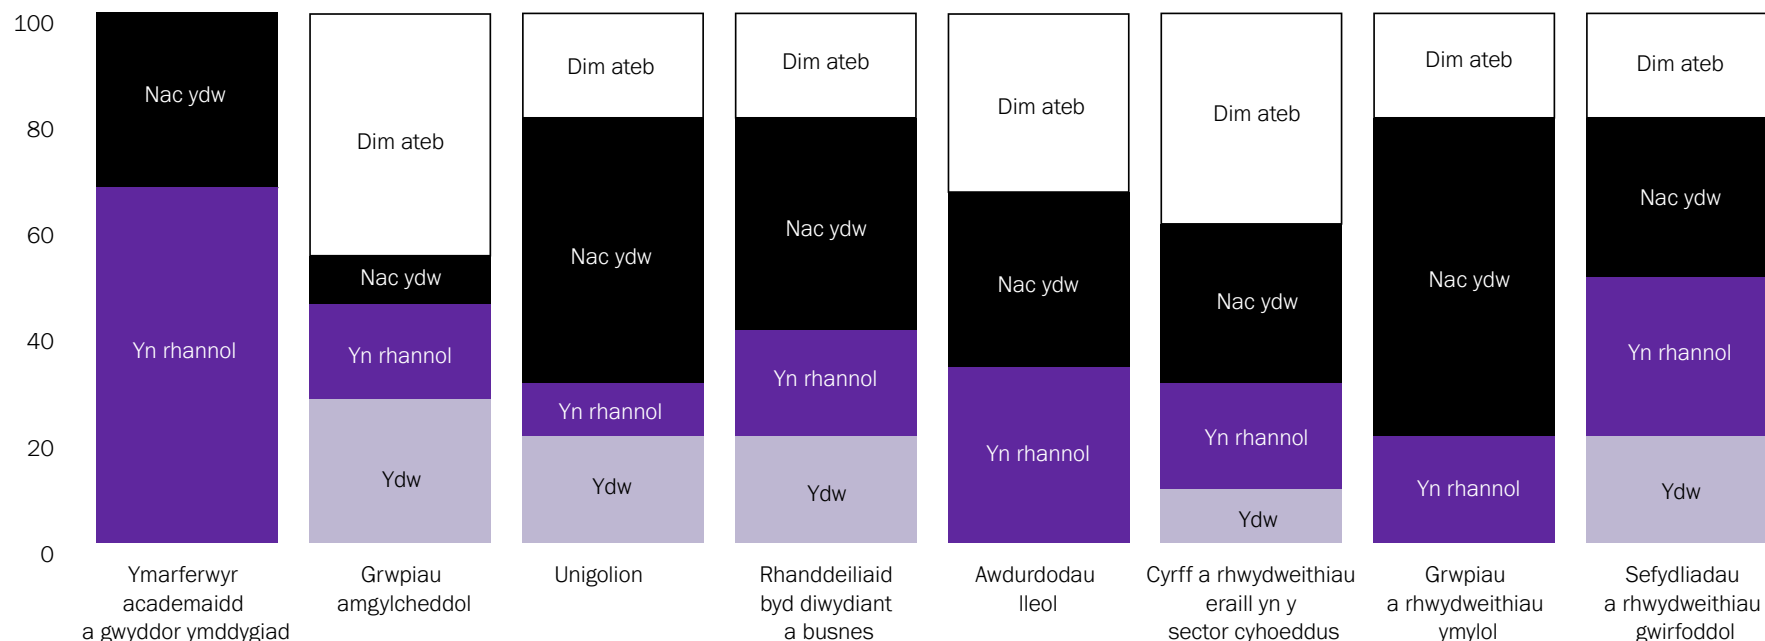 100
80
60
40
20
0
Nac ydw
Yn rhannol
Dim ateb
Nac ydw
Yn rhannol
Ydw
Dim ateb
Nac ydw
Yn rhannol
Ydw
Dim ateb
Nac ydw
Yn rhannol
Ydw
Dim ateb
Nac ydw
Yn rhannol
Dim ateb
Nac ydw
Yn rhannol
Ydw
Dim ateb
Nac ydw
Yn rhannol
Dim ateb
Nac ydw
Yn rhannol
Ydw
Ymarferwyr
academaidd
a gwyddor ymddygiad
Grwpiau
amgylcheddol
Unigolion
Rhanddeiliaid
byd diwydiant
a busnes
Awdurdodau
lleol
Cyrff a rhwydweithiau
eraill yn y
sector cyhoeddus
Grwpiau
a rhwydweithiau
ymylol
Sefydliadau
a rhwydweithiau
gwirfoddol